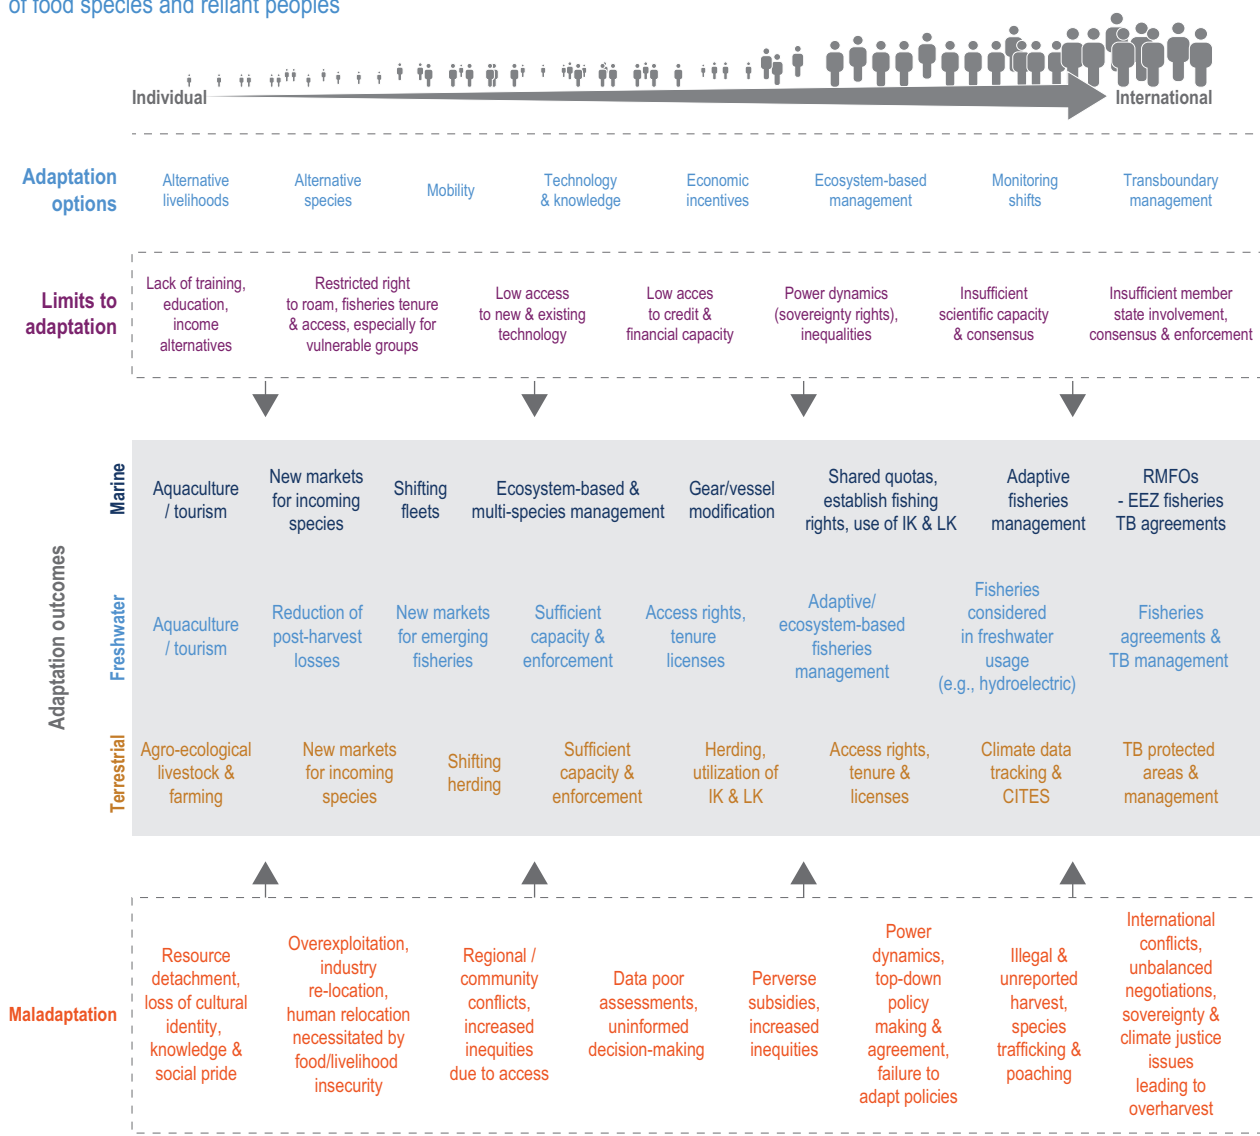 of food species and reliant peoples
Individual
International
Adaptation
options
Alternative
livelihoods
Alternative
species
Mobility
Technology
& knowledge
Economic
incentives
Ecosystem-based
management
Monitoring
shifts
Transboundary
management
Limits to
adaptation
Lack of training,
education,
income
alternatives
Restricted right
to roam, fisheries tenure
& access, especially for
vulnerable groups
Low access
to new & existing
technology
Low acces
to credit &
financial capacity
Power dynamics
(sovereignty rights),
inequalities
Insufficient
scientific capacity
& consensus
Insufficient member
state involvement,
consensus & enforcement
Adaptation outcomes
Marine
Aquaculture
/ tourism
New markets
for incoming
species
Shifting
fleets
Ecosystem-based &
multi-species management
Gear/vessel
modification
Shared quotas,
establish fishing
rights, use of IK & LK
Adaptive
fisheries
management
RMFOs
- EEZ fisheries
TB agreements
Freshwater
Aquaculture
/ tourism
Reduction of
post-harvest
losses
New markets
for emerging
fisheries
Sufficient
capacity &
enforcement
Access rights,
tenure
licenses
Adaptive/
ecosystem-based
fisheries
management
Fisheries
considered
in freshwater
usage
(e.g., hydroelectric)
Fisheries
agreements &
TB management
Terrestrial
Agro-ecological
livestock &
farming
New markets
for incoming
species
Shifting
herding
Sufficient
capacity &
enforcement
Herding,
utilization of
IK & LK
Access rights,
tenure &
licenses
Climate data
tracking &
CITES
TB protected
areas &
management
Maladaptation
Resource
detachment,
loss of cultural
identity,
knowledge &
social pride
Overexploitation,
industry
re-location,
human relocation
necessitated by
food/livelihood
insecurity
Regional /
community
conflicts,
increased
inequities
due to access
Data poor
assessments,
uninformed
decision-making
Perverse
subsidies,
increased
inequities
Power
dynamics,
top-down
policy
making &
agreement,
failure to
adapt policies
Illegal &
unreported
harvest,
species
trafficking &
poaching
International
conflicts,
unbalanced
negotiations,
sovereignty &
climate justice
issues
leading to
overharvest